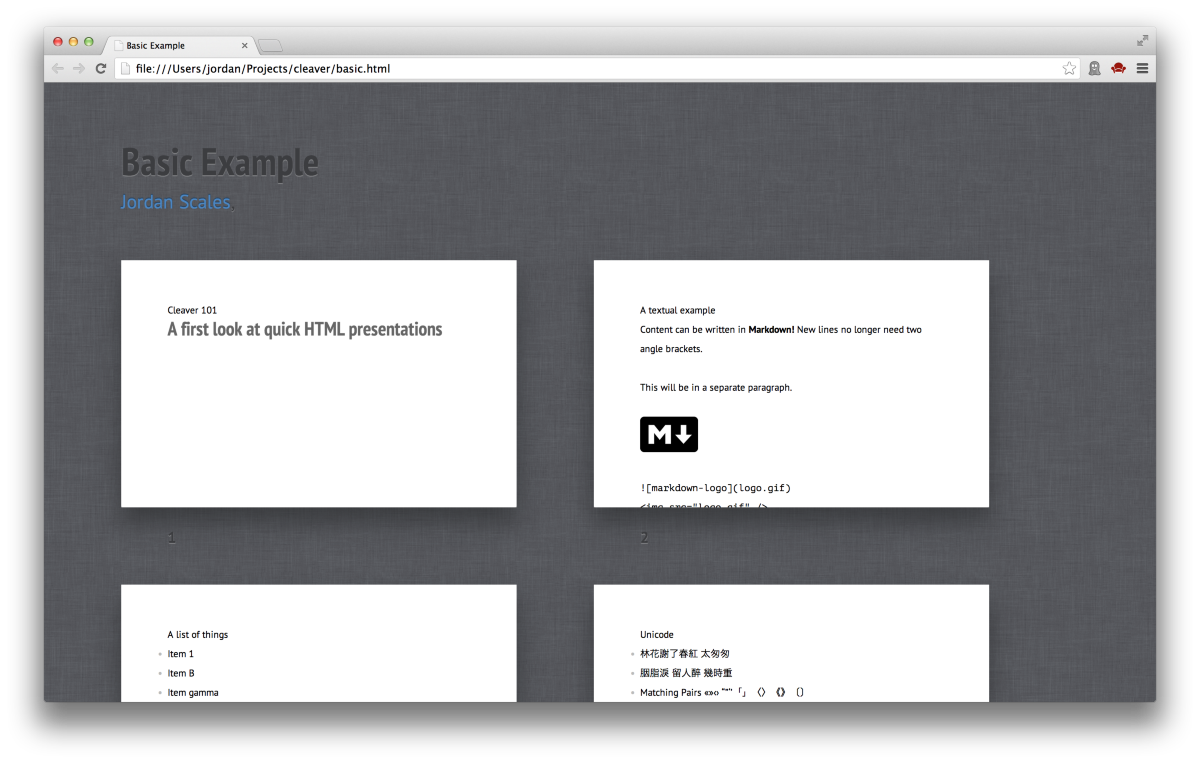 Basic Example
file:///Users/jordan/Projects/cleaver/basic.html
Basic Example
Jordan Scales
Cleaver 101
A first look at quick HTML presentations
1
A textual example
Content can be written in Markdown! New lines no longer need two
angle brackets.
This will be in a separate paragraph.
M
![markdown-logo](logo.gif)
<img src="logo.gif" />
2
A list of things
Item 1
Item B
Item gamma
Unicode
林花謝了春紅 太匆匆
胭脂淚 留人醉 幾時重
Matching Pairs «»‹› “”‘’「」〈〉《》〔〕